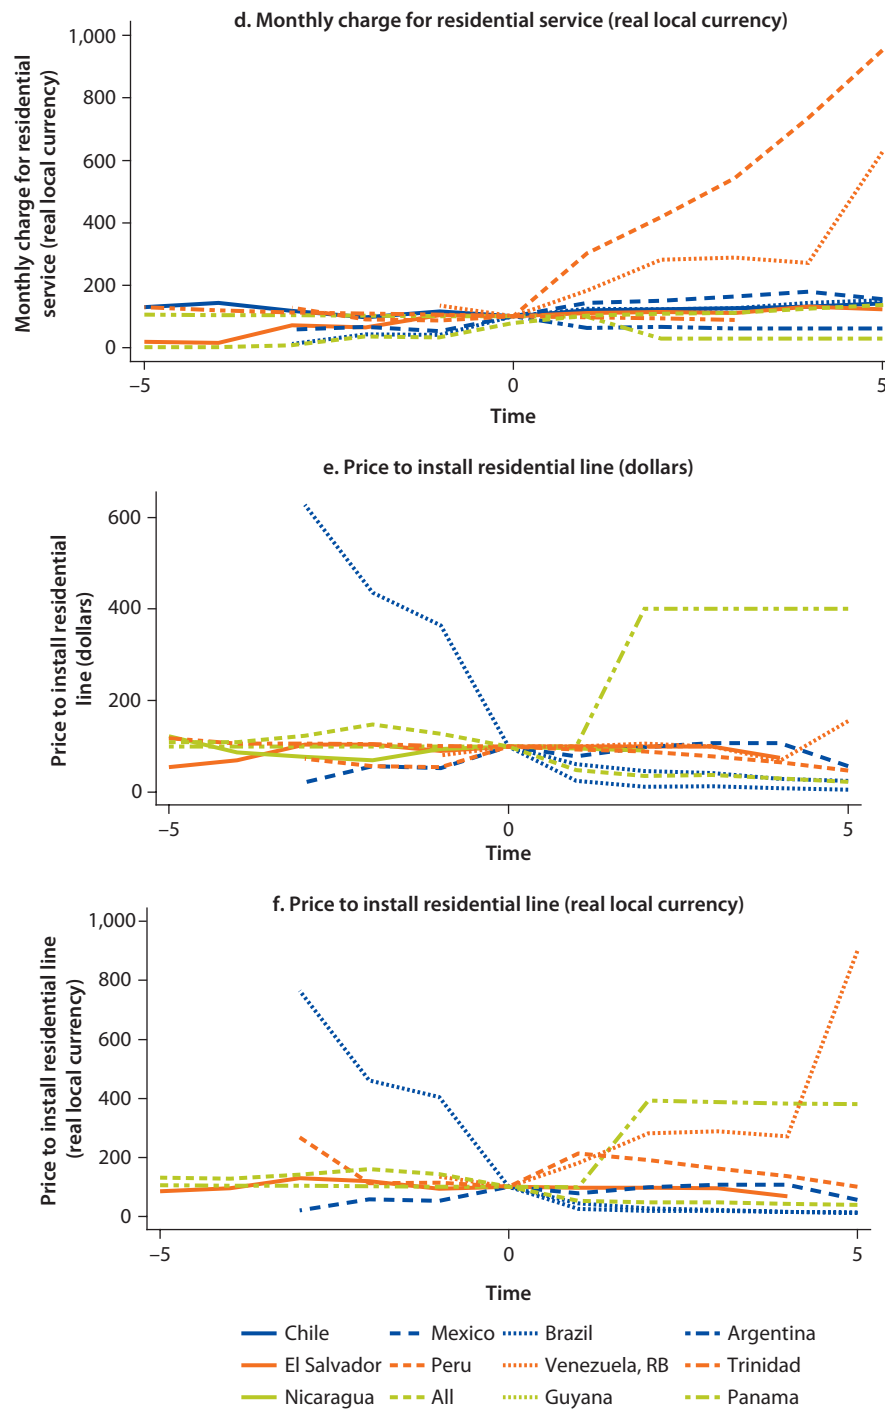 d. Monthly charge for residential service (real local currency)
Monthly charge for residential
service (real local currency)
1,000
800
600
400
200
0
–5
0
5
Time
e. Price to install residential line (dollars)
Price to install residential
line (dollars)
600
400
200
0
–5
0
5
Time
f. Price to install residential line (real local currency)
Price to install residential line
(real local currency)
1,000
800
600
400
200
0
–5
0
5
Time
Chile Mexico Brazil Argentina
El Salvador Peru Venezuela, RB Trinidad
Nicaragua All Guyana Panama